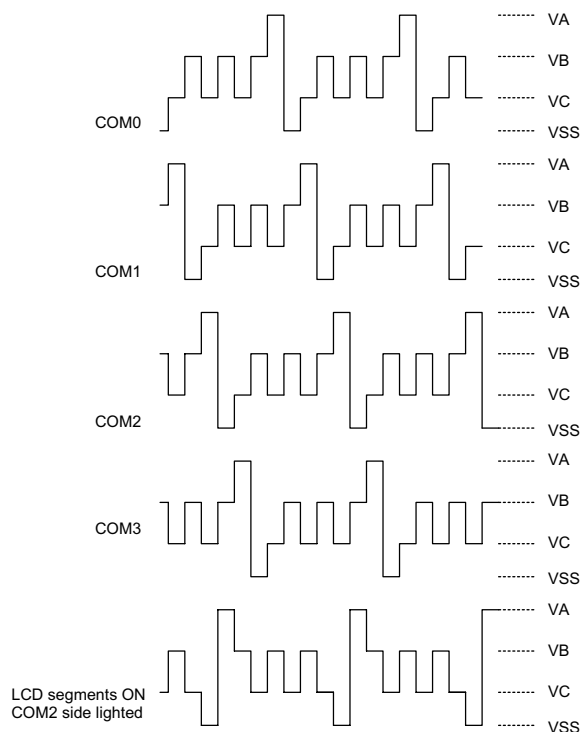 VA
VB
VC
COM0
VSS
VA
VB
VC
COM1
VSS
VA
VB
VC
COM2
VSS
VA
VB
COM3
VC
VSS
VA
VB
LCD segments ON
VC
COM2 side lighted
VSS